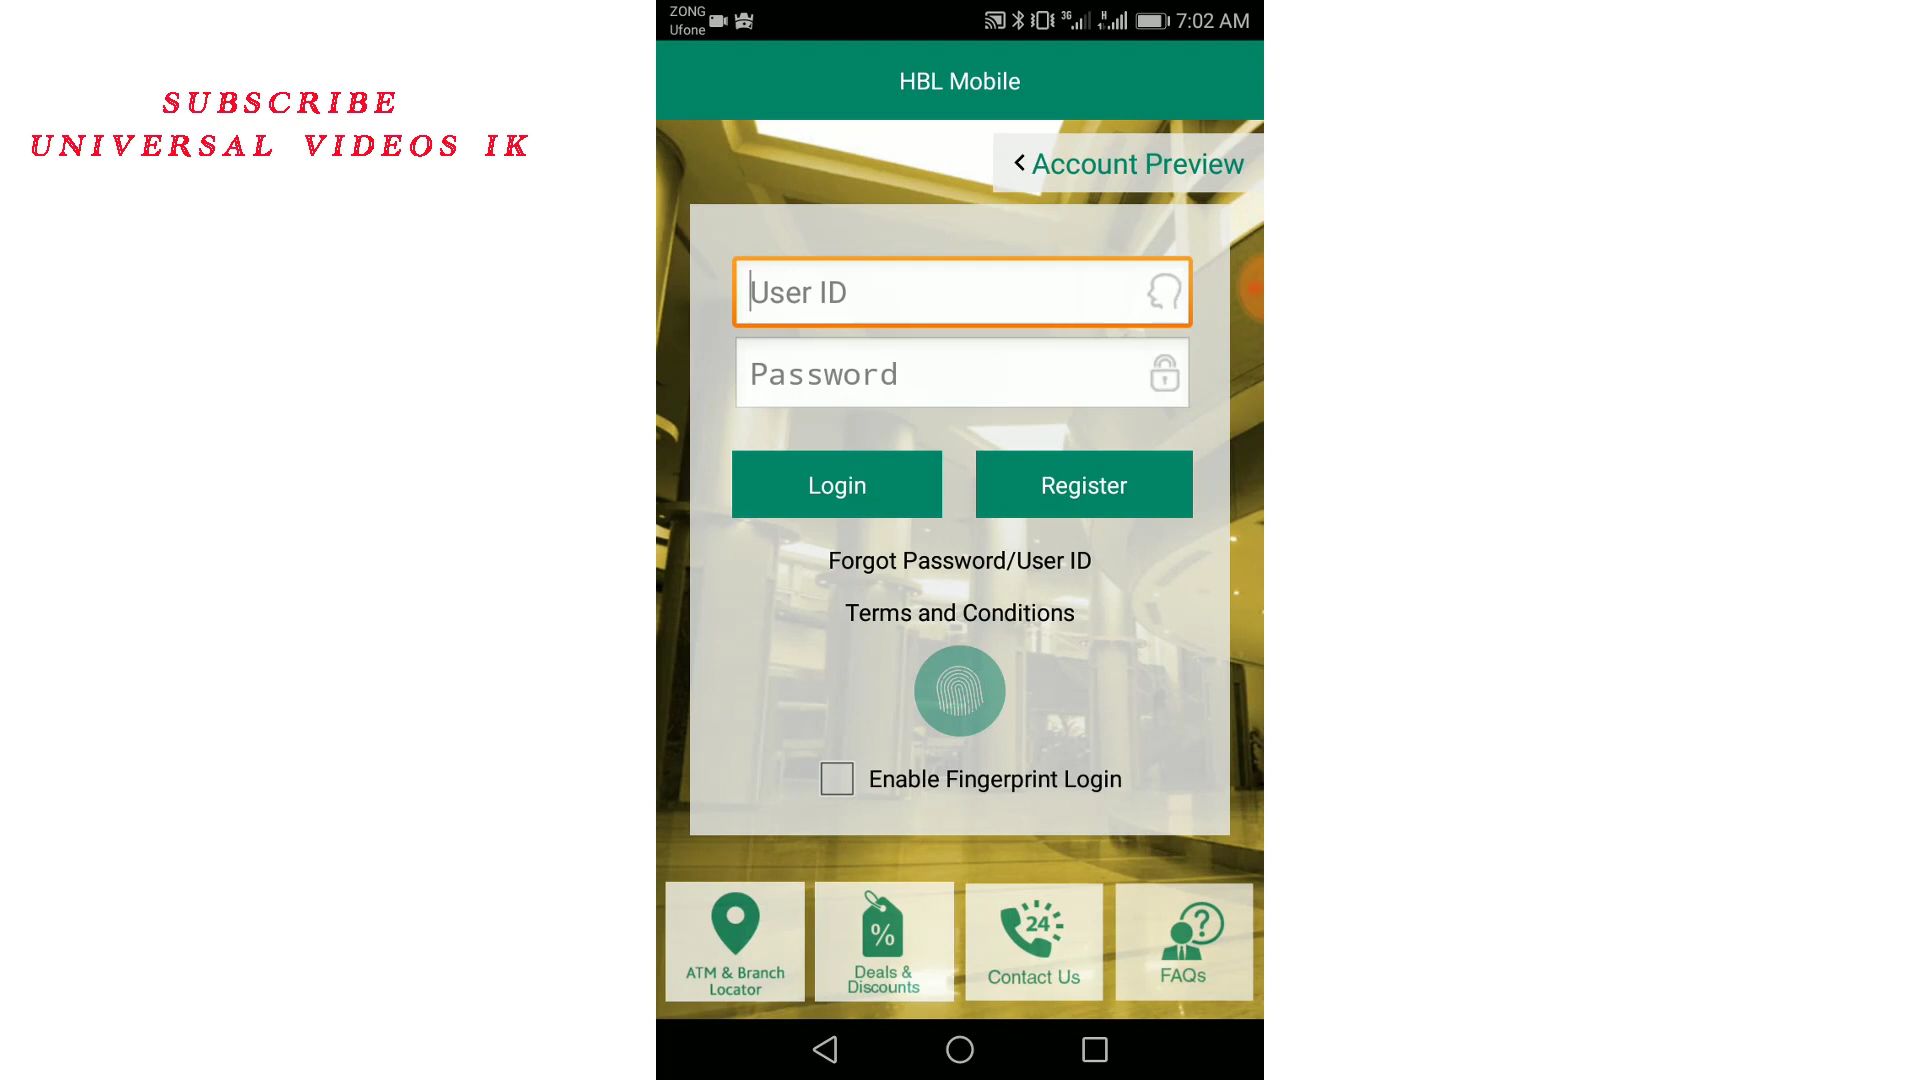 ZONG
Ufone
3G
H
7:02 AM
SUBSCRIBE
UNIVERSAL VIDEOS IK
HBL Mobile
Account Preview
User ID
Password
Login
Register
Forgot Password/User ID
Terms and Conditions
Enable Fingerprint Login
%
24
?
ATM & Branch
Locator
Deals &
Discounts
Contact Us
FAQs